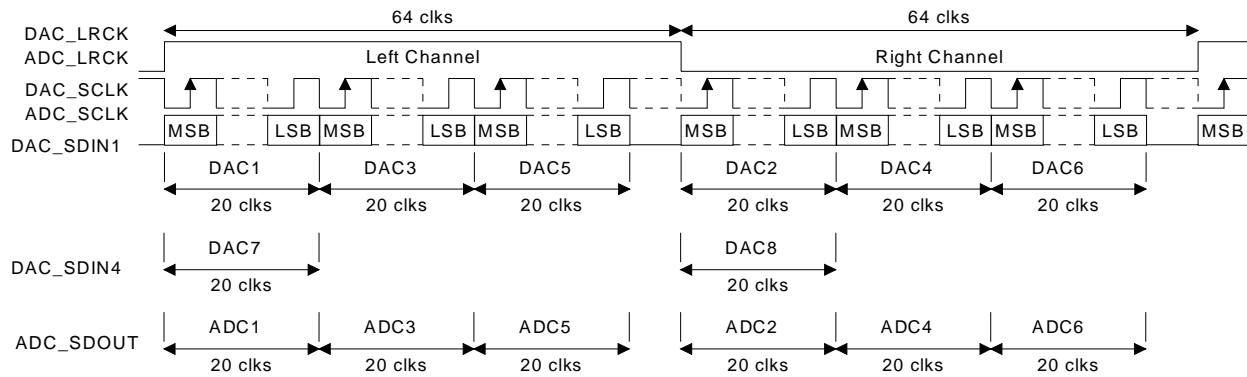 64 clks 64 clks
DAC_LRCK
ADC_LRCK Left Channel Right Channel
DAC_SCLK
ADC_SCLK
MSB LSB MSB LSB MSB LSB MSB LSB MSB LSB MSB LSB MSB
DAC_SDIN1
DAC1 DAC3 DAC5 DAC2 DAC4 DAC6
20 clks 20 clks 20 clks 20 clks 20 clks 20 clks
DAC7 DAC8
DAC_SDIN4
20 clks 20 clks
ADC1 ADC3 ADC5 ADC2 ADC4 ADC6
ADC_SDOUT
20 clks 20 clks 20 clks 20 clks 20 clks 20 clks